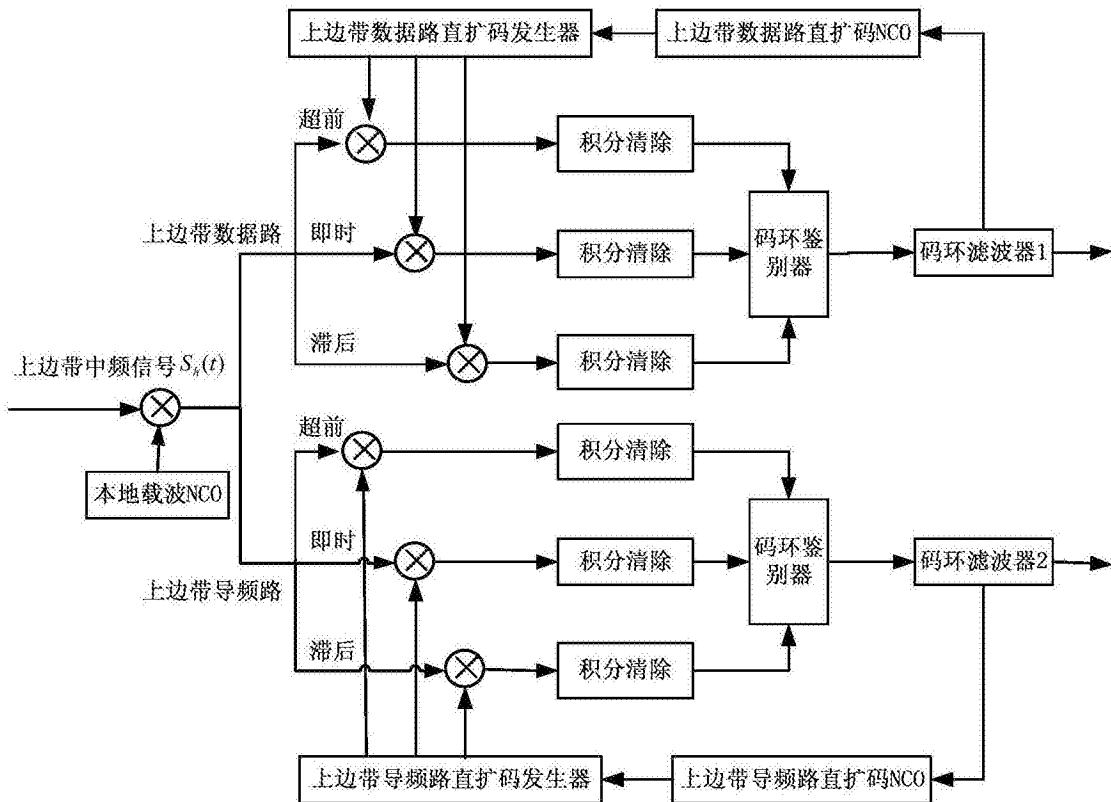 上边带数据路直扩码发生器
上边带数据路直扩码NCO
超前
积分清除
上边带数据路
即时
积分清除
码环鉴
别器
码环滤波器1
滞后
积分清除
上边带中频信号 Sₕ(t)
本地载波NCO
超前
积分清除
即时
积分清除
码环鉴
别器
码环滤波器2
上边带导频路
滞后
积分清除
上边带导频路直扩码发生器
上边带导频路直扩码NCO